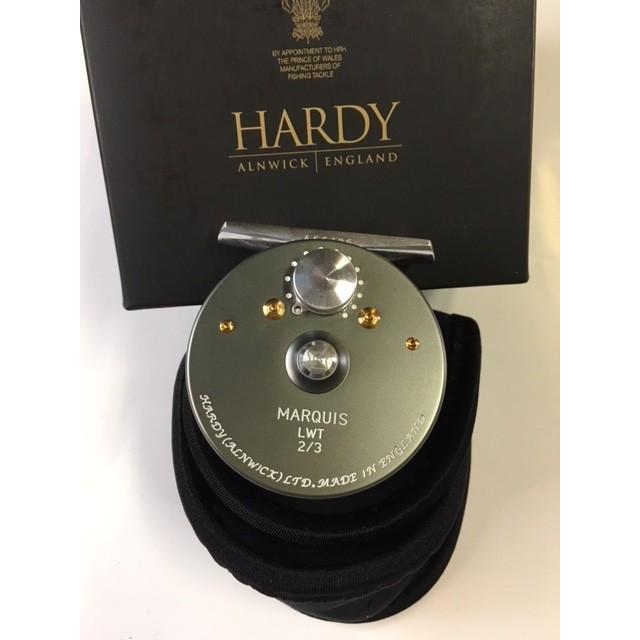 BY APPOINTMENT TO HRH
THE PRINCE OF WALES
MANUFACTURERS OF
FISHING TACKLE
HARDY
ALNWICK | ENGLAND
MARQUIS
LWT
2/3
HARDY (ALNWICK) LTD. MADE IN ENGLAND